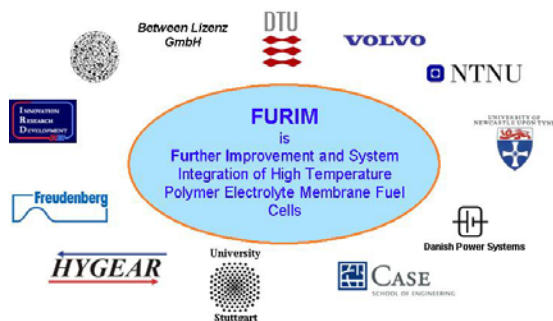 Between Lizenz
GmbH
DTU
VOLVO
NTNU
INNOVATION
RESEARCH
DEVELOPMENT
UNIVERSITY OF
NEWCASTLE UPON TYNE
FURIM
is
Further Improvement and System
Integration of High Temperature
Polymer Electrolyte Membrane Fuel
Cells
Freudenberg
Danish Power Systems
HYGEAR
University
Stuttgart
CASE
SCHOOL OF ENGINEERING